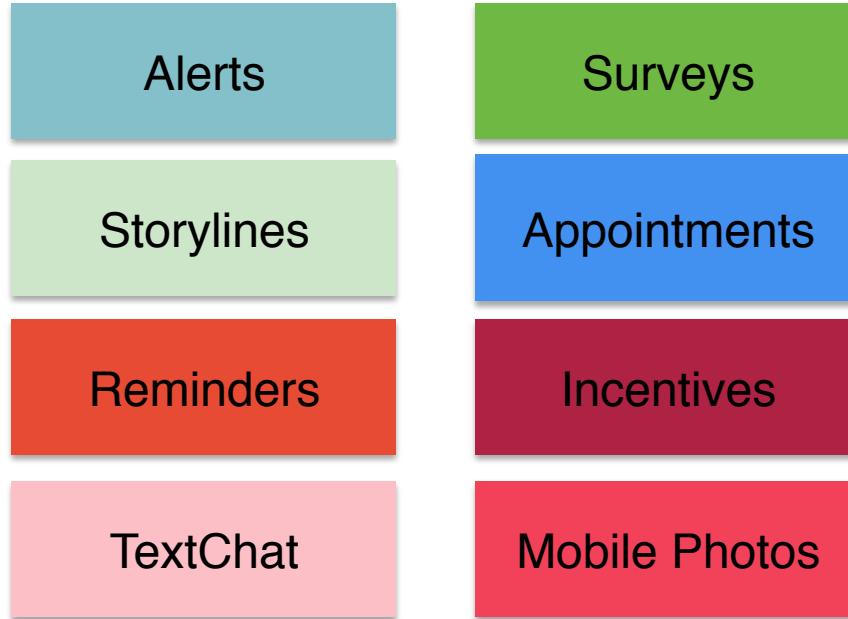 Alerts
Surveys
Storylines
Appointments
Reminders
Incentives
TextChat
Mobile Photos